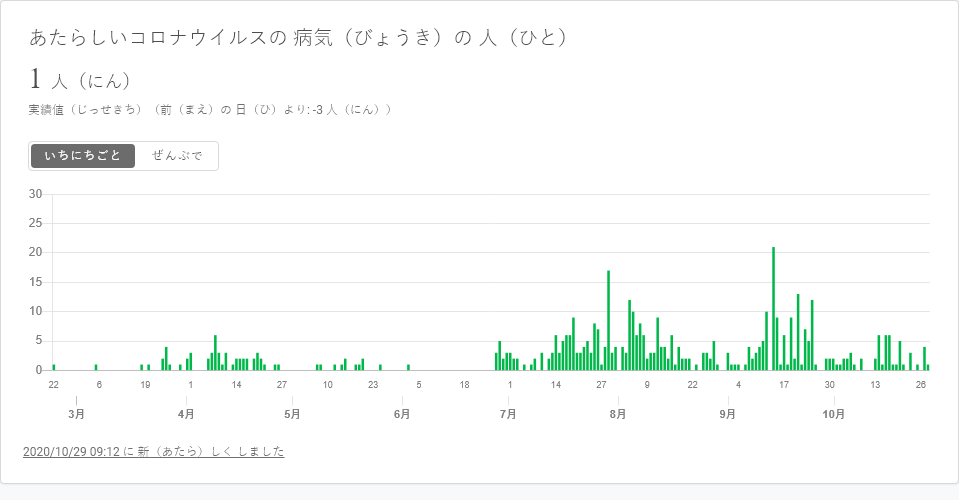 あたらしいコロナウイルスの 病気（びょうき）の 人（ひと）
1 人（にん）
実績値（じっせきち）（前（まえ）の 日（ひ）より: -3 人（にん））
いちにちごと ぜんぶで
30
25
20
15
10
5
0
22 6 19 1 14 27 10 23 5 18 1 14 27 9 22 4 17 30 13 26
3月 4月 5月 6月 7月 8月 9月 10月
2020/10/29 09:12 に 新（あたら）しく しました